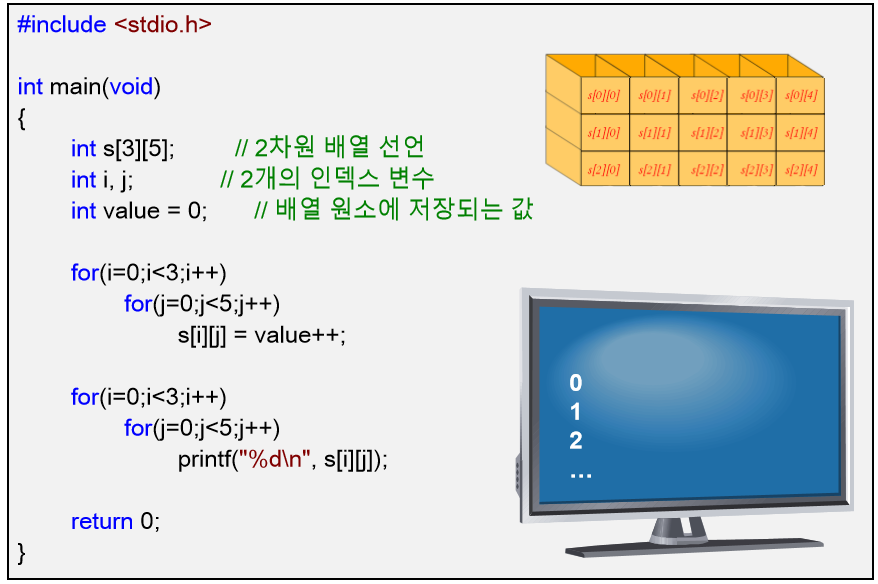 #include <stdio.h>
int main(void)
{
int s[3][5]; // 2차원 배열 선언
int i, j; // 2개의 인덱스 변수
int value = 0; // 배열 원소에 저장되는 값
for(i=0;i<3;i++)
for(j=0;j<5;j++)
s[i][j] = value++;
for(i=0;i<3;i++)
for(j=0;j<5;j++)
printf("%d\n", s[i][j]);
return 0;
}
s[0][0] s[0][1] s[0][2] s[0][3] s[0][4]
s[1][0] s[1][1] s[1][2] s[1][3] s[1][4]
s[2][0] s[2][1] s[2][2] s[2][3] s[2][4]
0
1
2
...